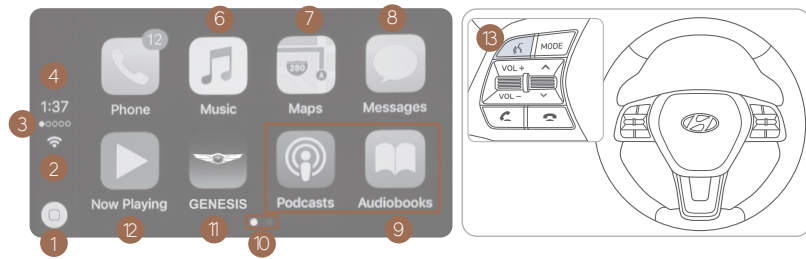 6
7
8
13
12
4
280
MODE
VOL +
1:37
Phone
Music
Maps
Messages
VOL −
3
2
Now Playing
GENESIS
Podcasts
Audiobooks
1
12
11
10
9